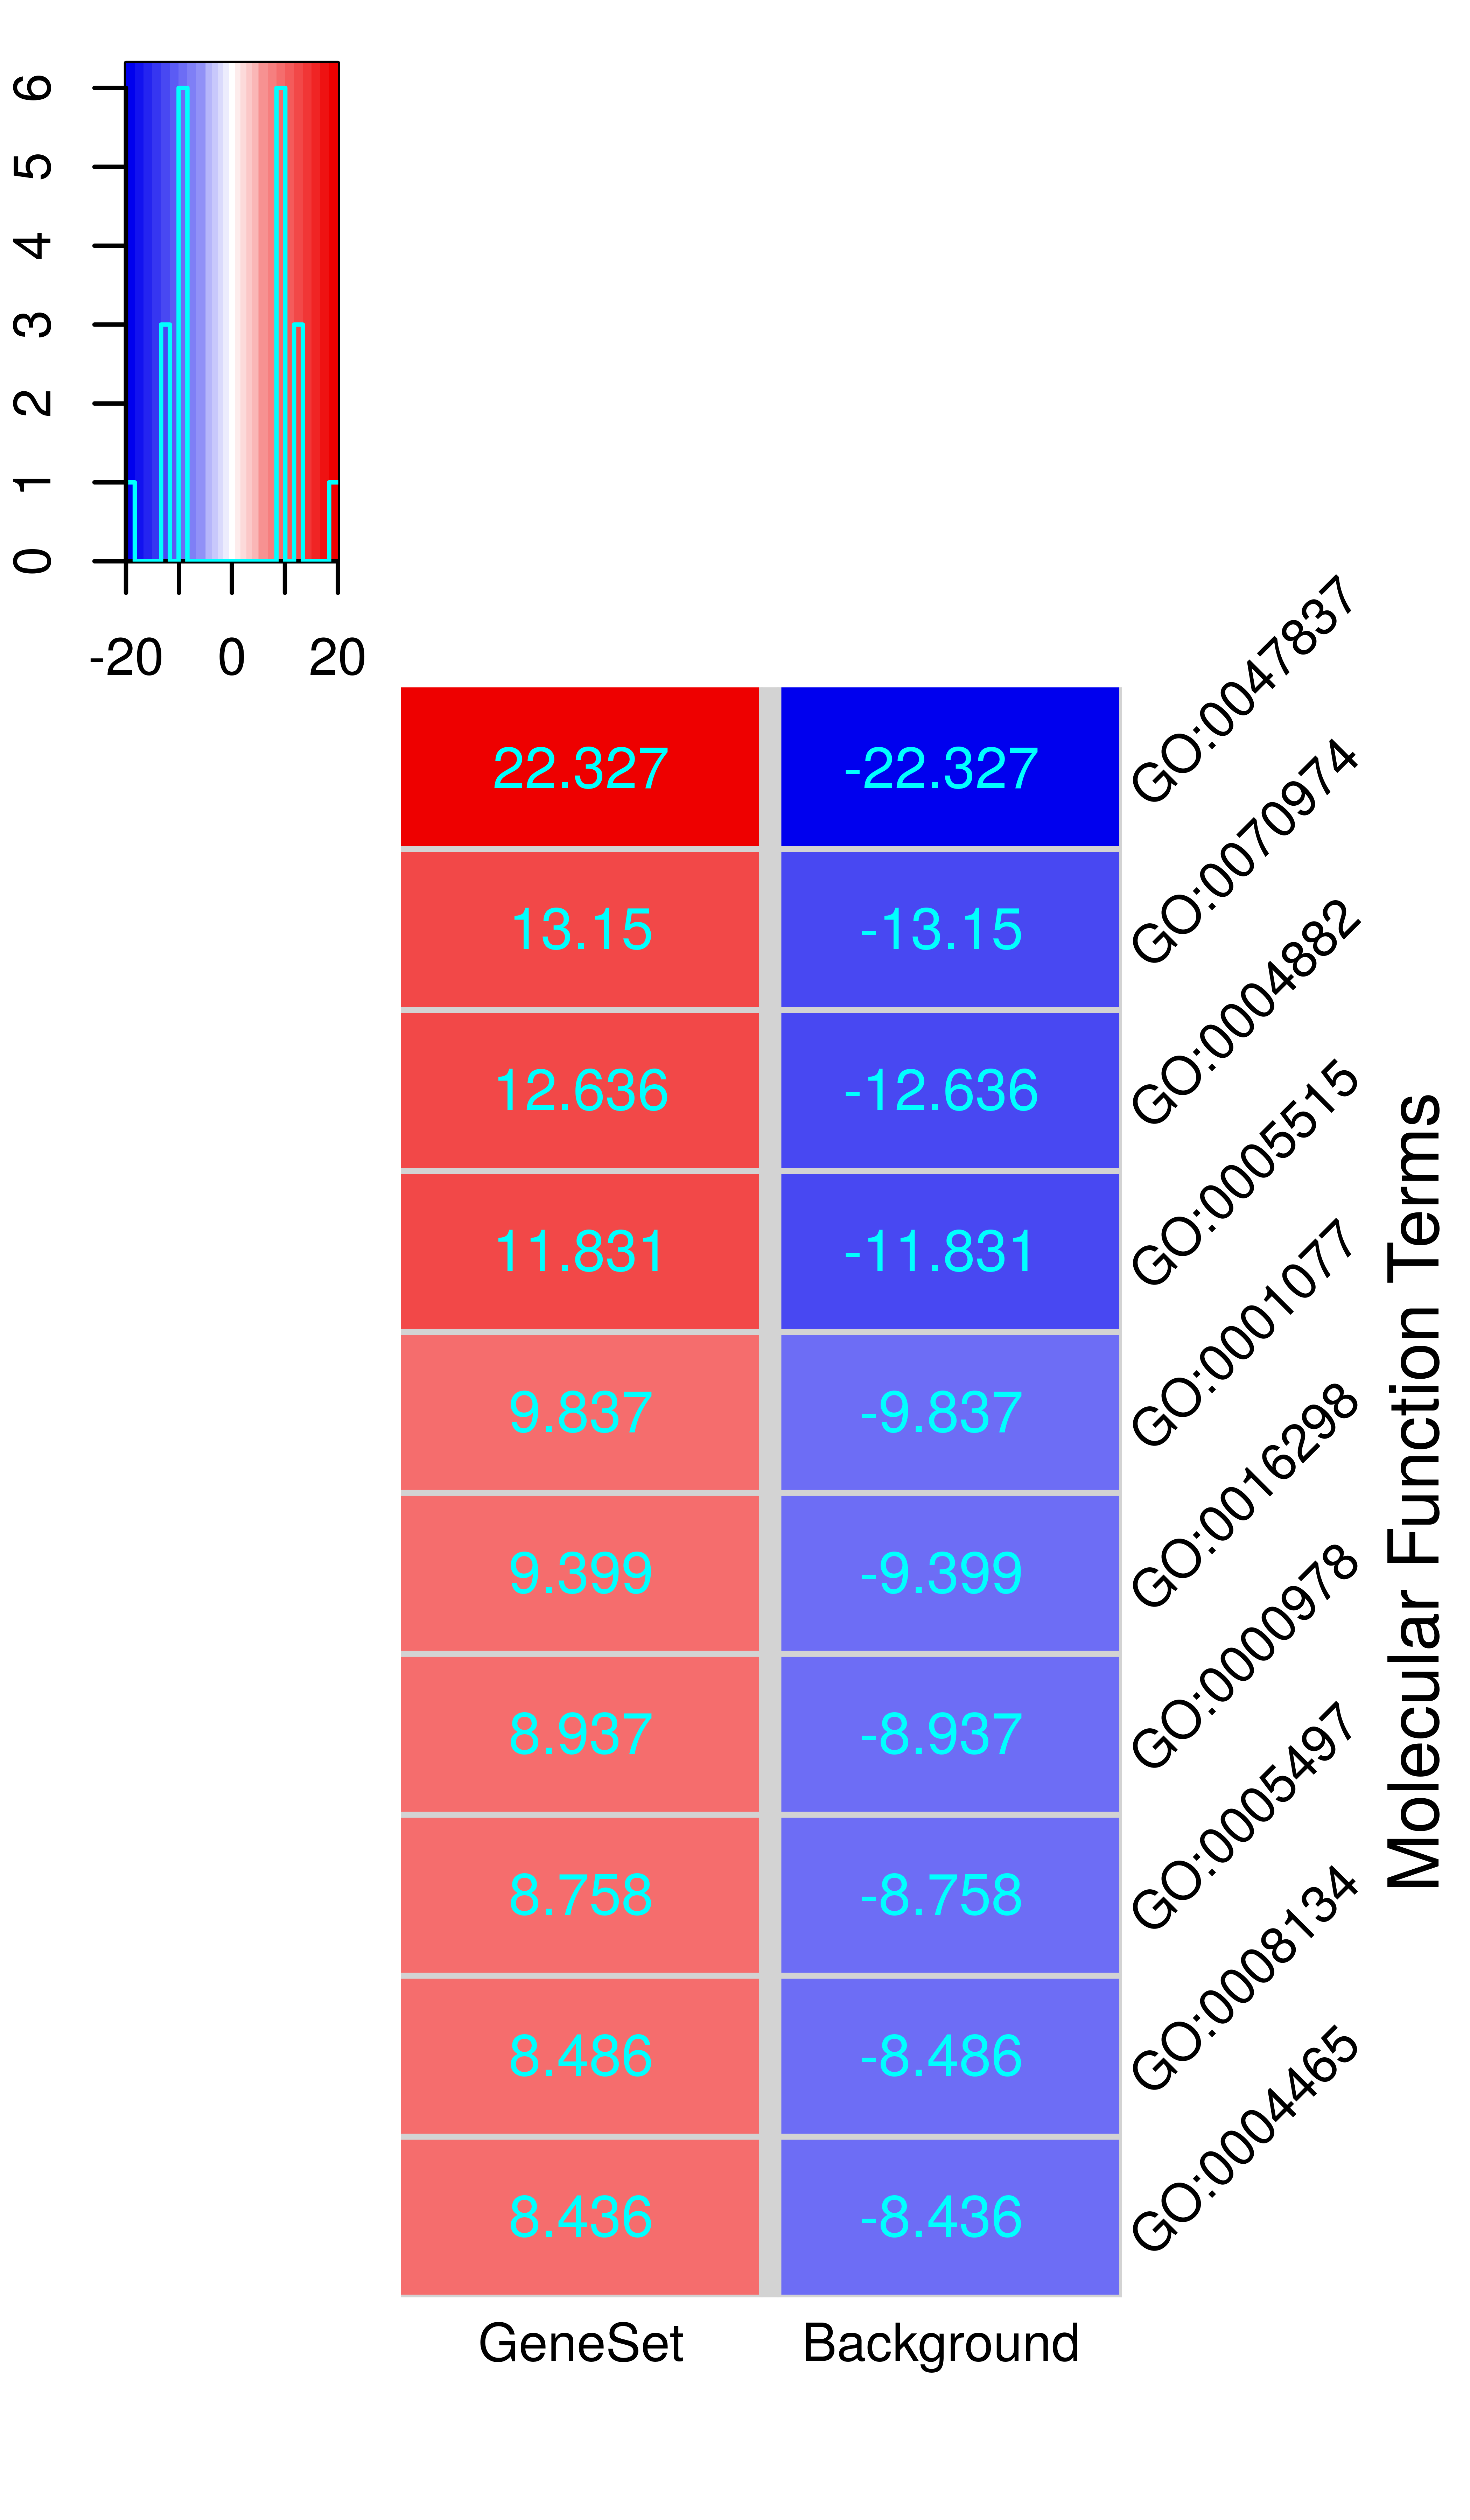 6
5
4
3
2
1
0
-20 0 20
22.327 -22.327 GO:0047837
13.15 -13.15 GO:0070974
12.636 -12.636 GO:0004882
11.831 -11.831 GO:0005515
9.837 -9.837 GO:0001077
9.399 -9.399 GO:0016298
8.937 -8.937 GO:0000978
8.758 -8.758 GO:0005497
8.486 -8.486 GO:0008134
8.436 -8.436 GO:0004465
Molecular Function Terms
GeneSet Background